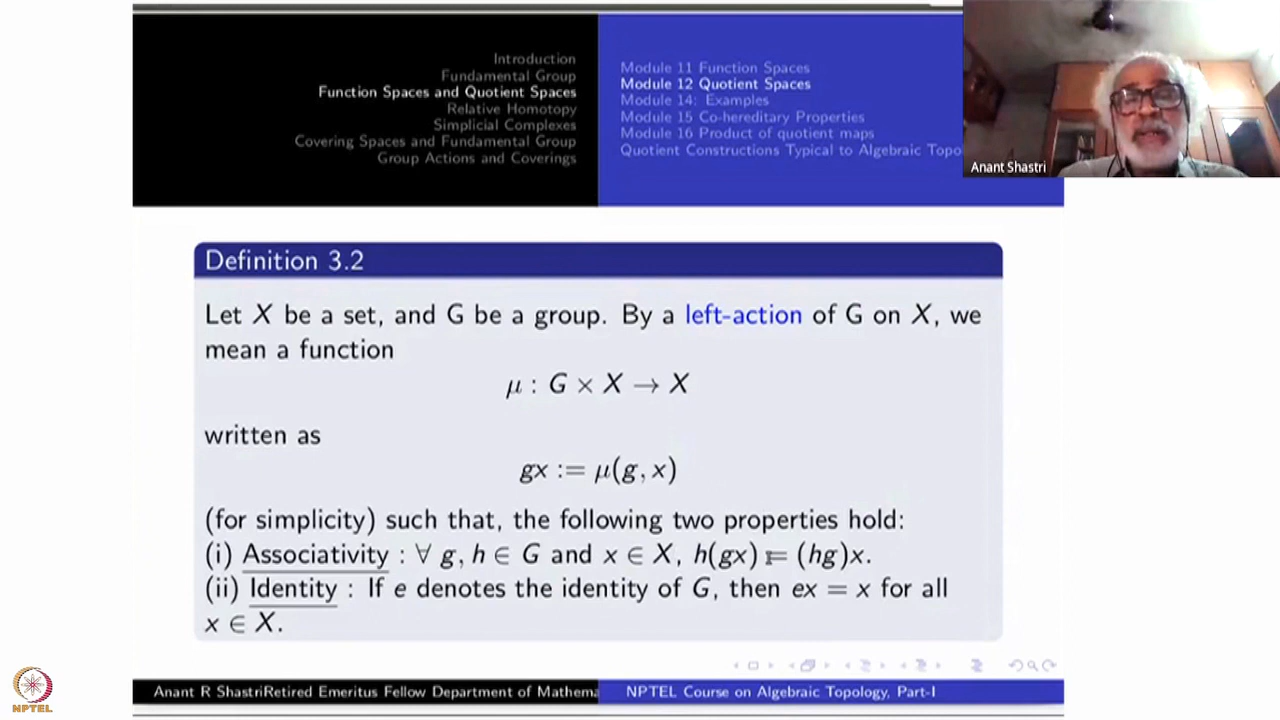 Introduction
Fundamental Group
Function Spaces and Quotient Spaces
Relative Homotopy
Simplicial Complexes
Covering Spaces and Fundamental Group
Group Actions and Coverings
Module 11 Function Spaces
Module 12 Quotient Spaces
Module 14: Examples
Module 15 Co-hereditary Properties
Module 16 Product of quotient maps
Quotient Constructions Typical to Algebraic Topo
Anant Shastri
Definition 3.2
Let X be a set, and G be a group. By a left-action of G on X, we
mean a function
μ : G × X → X
written as
gx := μ(g, x)
(for simplicity) such that, the following two properties hold:
(i) Associativity : ∀ g, h ∈ G and x ∈ X, h(gx) = (hg)x.
(ii) Identity : If e denotes the identity of G, then ex = x for all
x ∈ X.
Anant R ShastriRetired Emeritus Fellow Department of Mathema
NPTEL Course on Algebraic Topology, Part-I
NPTEL